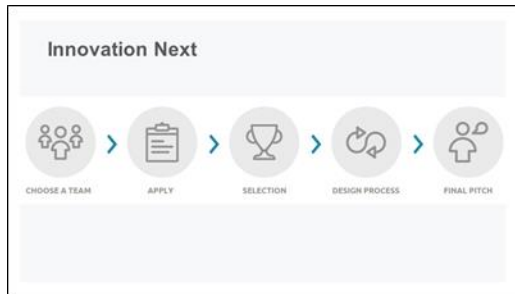 Innovation Next
CHOOSE A TEAM
APPLY
SELECTION
DESIGN PROCESS
FINAL PITCH